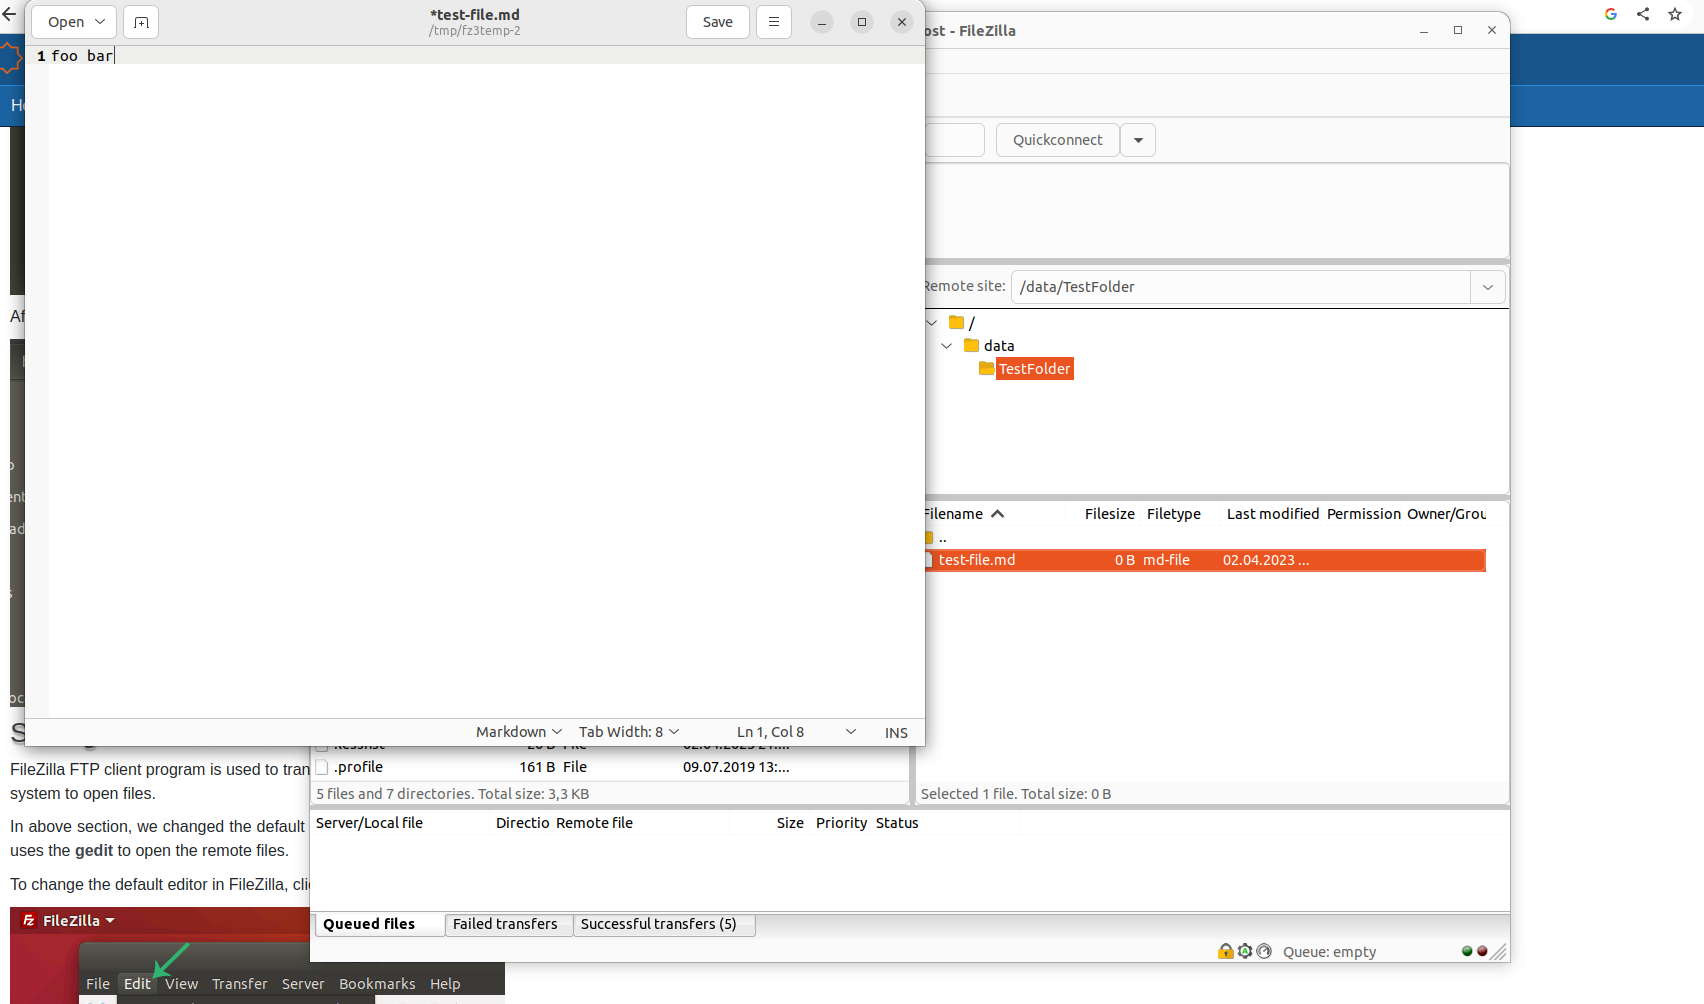 Open
*test-file.md
/tmp/fz3temp-2
Save
1 foo bar
Markdown
Tab Width: 8
Ln 1, Col 8
INS
ost - FileZilla
Quickconnect
Remote site:
/data/TestFolder
/
data
TestFolder
Filename
Filesize
Filetype
Last modified
Permission
Owner/Grou
..
test-file.md
0 B
md-file
02.04.2023 ...
.profile
161 B
File
09.07.2019 13:...
5 files and 7 directories. Total size: 3,3 KB
Selected 1 file. Total size: 0 B
Server/Local file
Directio
Remote file
Size
Priority
Status
Queued files
Failed transfers
Successful transfers (5)
Queue: empty
FileZilla FTP client program is used to tran
system to open files.
In above section, we changed the default
uses the gedit to open the remote files.
To change the default editor in FileZilla, cli
FileZilla
File Edit View Transfer Server Bookmarks Help